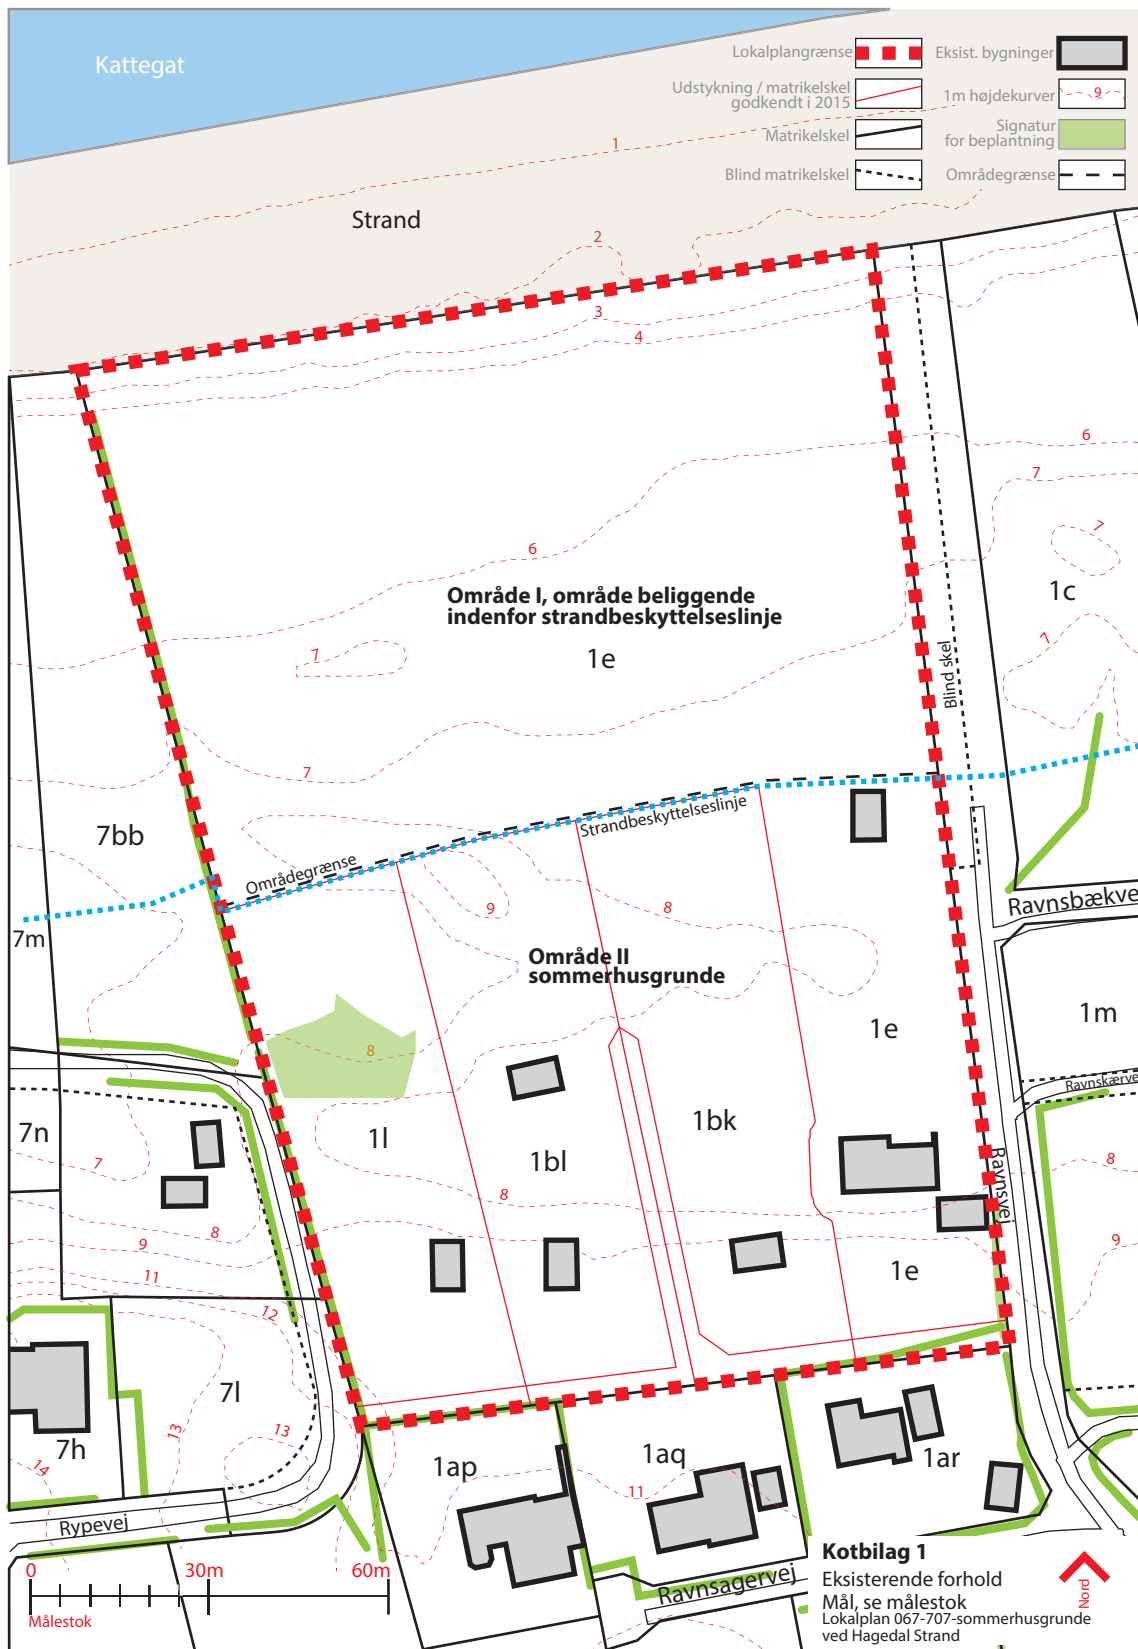 Kattegat
Lokalplangrænse
Eksist. bygninger
Udstykning / matrikelskel
godkendt i 2015
1m højdekurver
9
Matrikelskel
Signatur
for beplantning
Blind matrikelskel
Områdegrænse
1
Strand
2
3
4
6
7
7
6
Område I, område beliggende
indenfor strandbeskyttelseslinje
1e
1c
7
7
Blind skel
7
7bb
Strandbeskyttelseslinje
Områdegrænse
9
8
Ravnsbækve
7m
Område II
sommerhusgrunde
1e
1m
8
Ravnskærve
7n
1l
1bl
1bk
7
8
8
Ravnsvej
8
9
9
11
12
1e
7l
13
13
14
7h
1ap
1aq
1ar
11
Rypevej
Ravnsagervej
0
30m
60m
Målestok
Kotbilag 1
Eksisterende forhold
Mål, se målestok
Lokalplan 067-707-sommerhusgrunde
ved Hagedal Strand
Nord